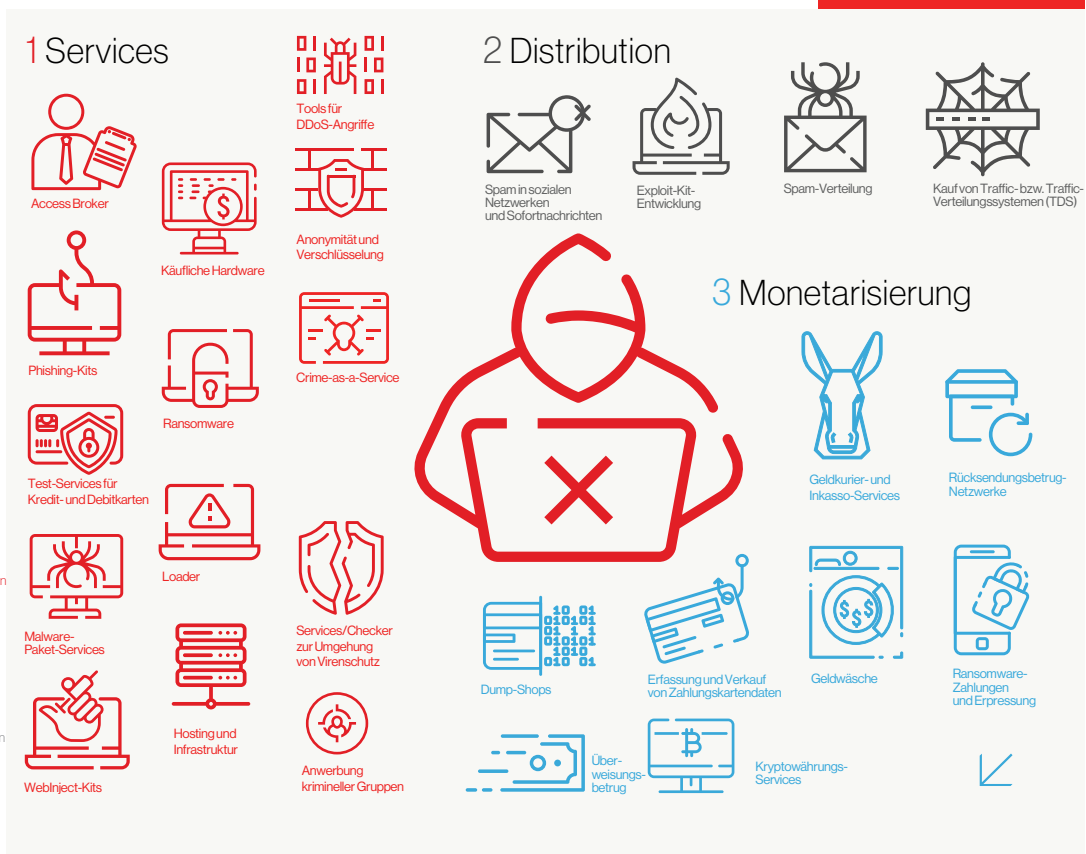 1 Services
Access Broker
Phishing-Kits
Test-Services für
Kredit- und Debitkarten
Malware-
Paket-Services
WebInject-Kits
Käufliche Hardware
Ransomware
Loader
Hosting und
Infrastruktur
Tools für
DDoS-Angriffe
Anonymität und
Verschlüsselung
Crime-as-a-Service
Services/Checker
zur Umgehung
von Virenschutz
Anwerbung
krimineller Gruppen
2 Distribution
Spam in sozialen
Netzwerken
und Sofortnachrichten
Exploit-Kit-
Entwicklung
Spam-Verteilung
Kauf von Traffic- bzw. Traffic-
Verteilungssystemen (TDS)
3 Monetarisierung
Geldkurier- und
Inkasso-Services
Rücksendungsbetrug-
Netzwerke
10 01
010101
01 1 1
010101
1010
010 01
Dump-Shops
Erfassung und Verkauf
von Zahlungskartendaten
$
$ $ $
Geldwäsche
Ransomware-
Zahlungen
und Erpressung
Über-
weisungs-
betrug
Kryptowährungs-
Services